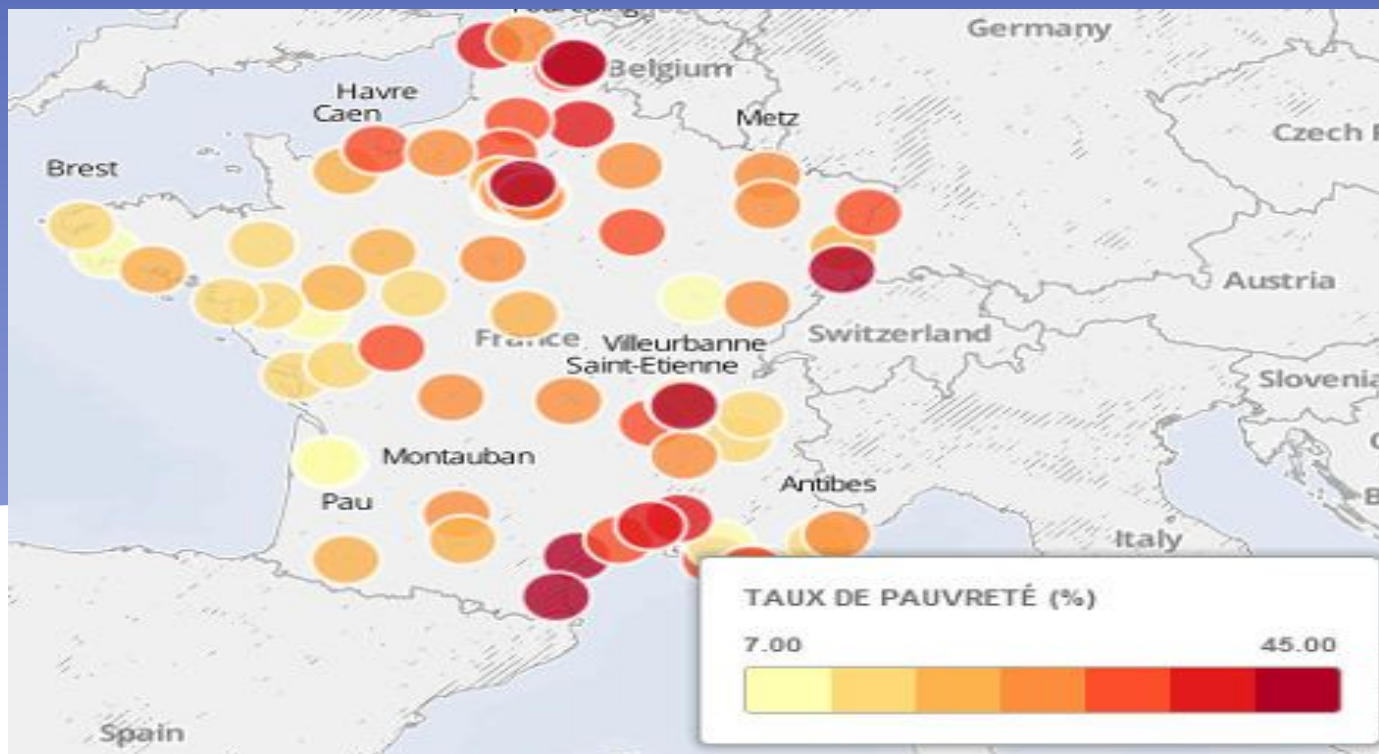 Germany
Belgium
Havre
Caen
Metz
Czech
Brest
Austria
France
Villeurbanne
Switzerland
Saint-Etienne
Slovenia
Montauban
Antibes
Pau
Italy
TAUX DE PAUVRETÉ (%)
7.00
45.00
Spain